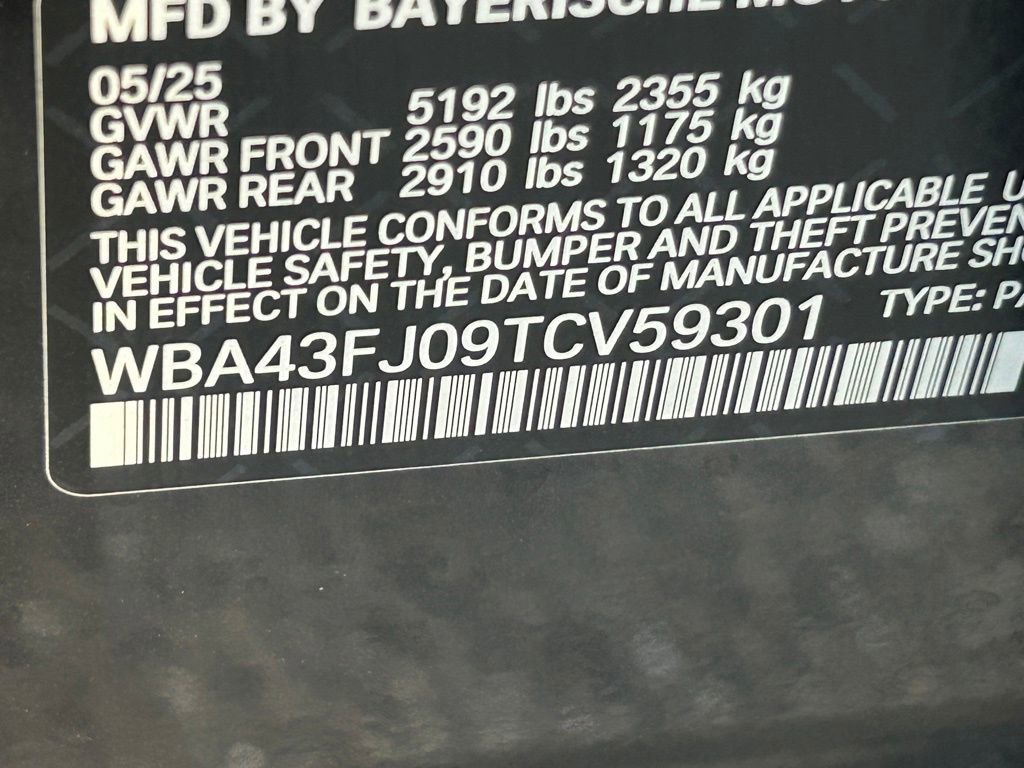 MFD BY BAYERISCHE
05/25
GVWR 5192 lbs 2355 kg
GAWR FRONT 2590 lbs 1175 kg
GAWR REAR 2910 lbs 1320 kg
THIS VEHICLE CONFORMS TO ALL APPLICABLE
VEHICLE SAFETY, BUMPER AND THEFT
IN EFFECT ON THE DATE OF MANUFACTURE
WBA43FJ09TCV59301 TYPE: